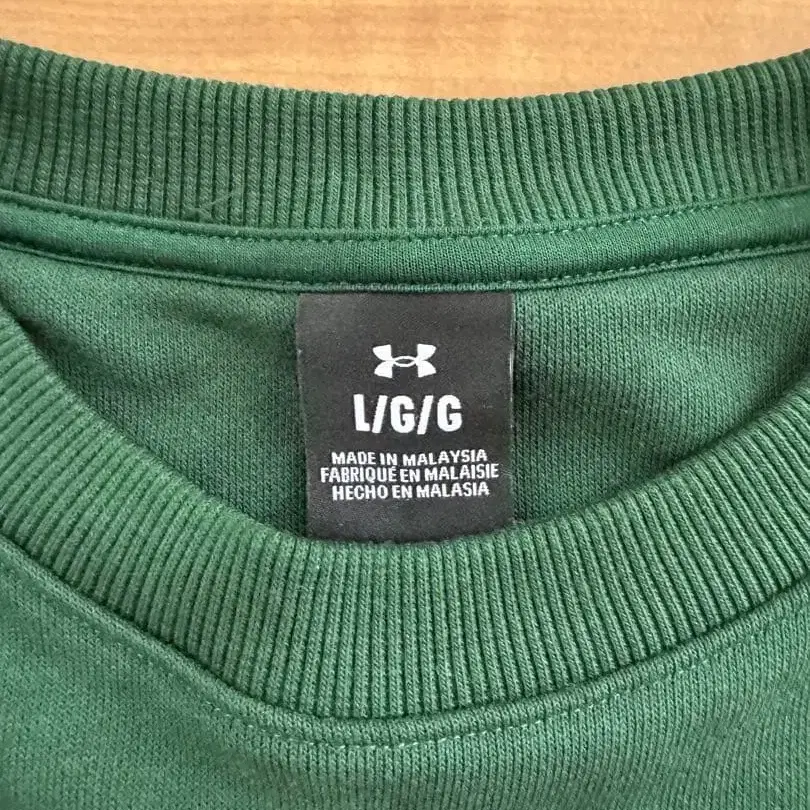 L/G/G
MADE IN MALAYSIA
FABRIQUÉ EN MALAISIE
HECHO EN MALASIA